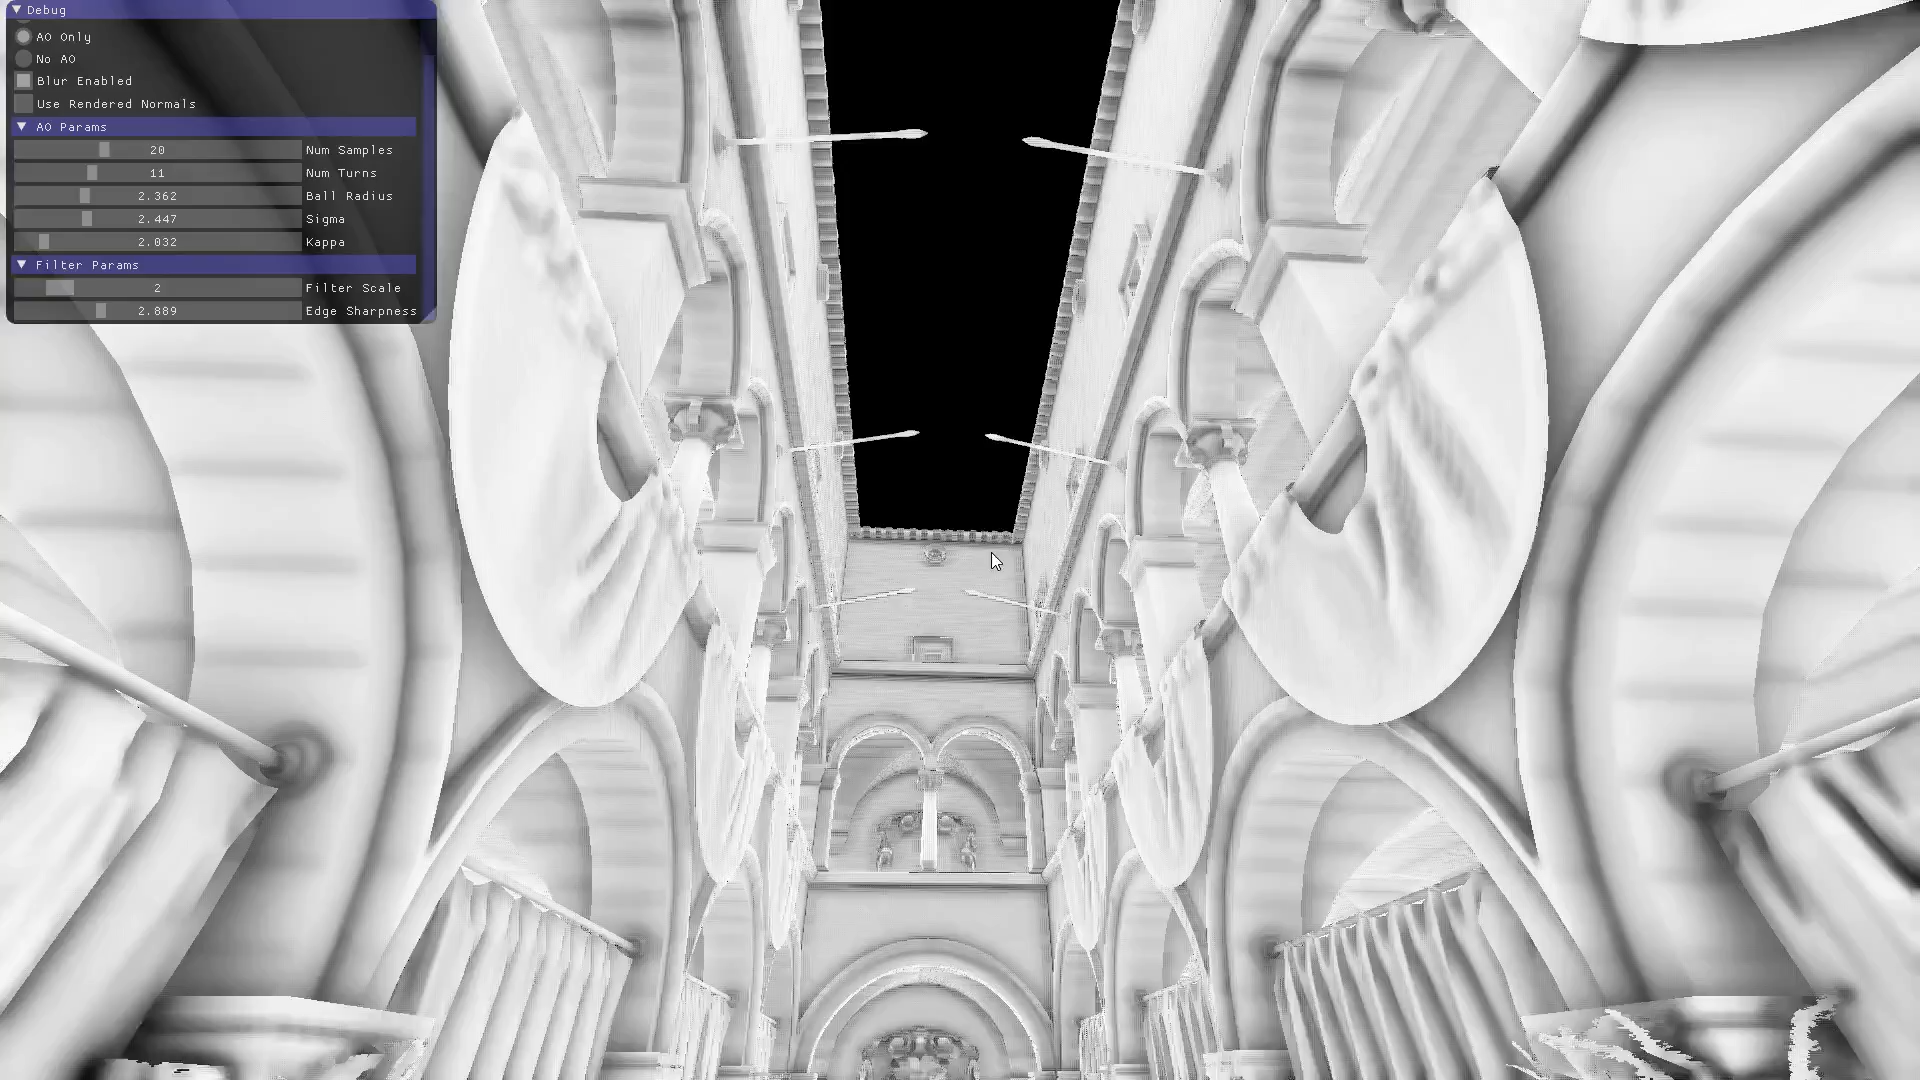 Debug
AO Only
No AO
Blur Enabled
Use Rendered Normals
AO Params
20 Num Samples
11 Num Turns
2.362 Ball Radius
2.447 Sigma
2.032 Kappa
Filter Params
2 Filter Scale
2.889 Edge Sharpness